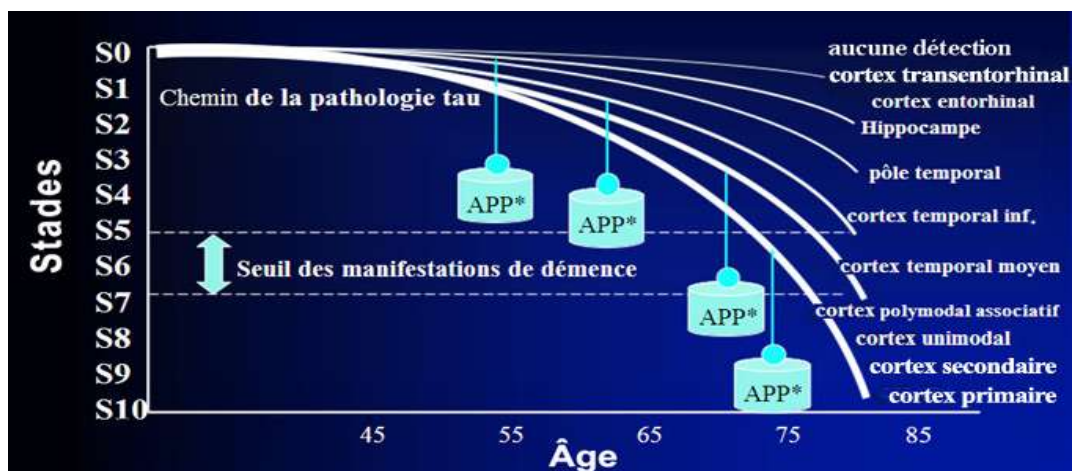 Stades
S0
S1
S2
S3
S4
S5
S6
S7
S8
S9
S10
Chemin de la pathologie tau
APP*
APP*
APP*
APP*
Seuil des manifestations de démence
aucune détection
cortex transentorhinal
cortex entorhinal
Hippocampe
pôle temporal
cortex temporal inf.
cortex temporal moyen
cortex polymodal associatif
cortex unimodal
cortex secondaire
cortex primaire
45 55 65 75 85
Âge